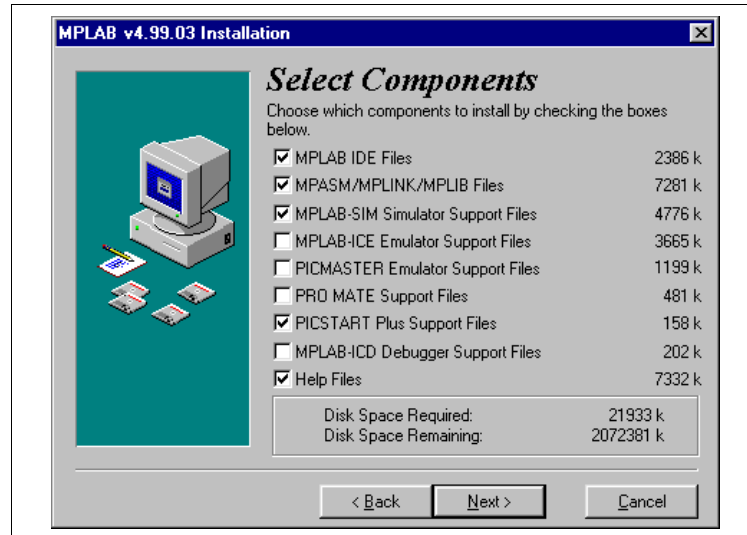 MPLAB v4.99.03 Installation
Select Components
Choose which components to install by checking the boxes
below.
MPLAB IDE Files 2386 k
MPASM/MPLINK/MPLIB Files 7281 k
MPLAB-SIM Simulator Support Files 4776 k
MPLAB-ICE Emulator Support Files 3665 k
PICMASTER Emulator Support Files 1199 k
PRO MATE Support Files 481 k
PICSTART Plus Support Files 158 k
MPLAB-ICD Debugger Support Files 202 k
Help Files 7332 k
Disk Space Required: 21933 k
Disk Space Remaining: 2072381 k
< Back Next > Cancel